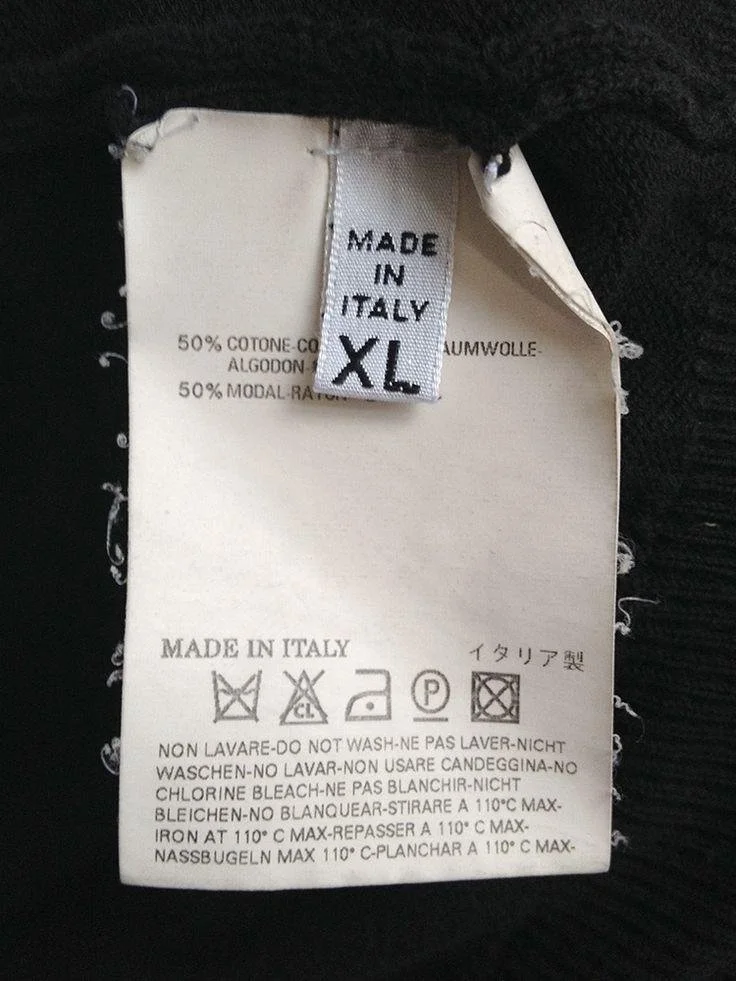 MADE
IN
ITALY
XL
50% COTONE-CO
AUMWOLLE-
ALGODON-
50% MODAL-RAYON
MADE IN ITALY
イタリア製
CL
P
NON LAVARE-DO NOT WASH-NE PAS LAVER-NICHT
WASCHEN-NO LAVAR-NON USARE CANDEGGINA-NO
CHLORINE BLEACH-NE PAS BLANCHIR-NICHT
BLEICHEN-NO BLANQUEAR-STIRARE A 110°C MAX-
IRON AT 110° C MAX-REPASSER A 110° C MAX-
NASSBUGELN MAX 110° C-PLANCHAR A 110° C MAX-